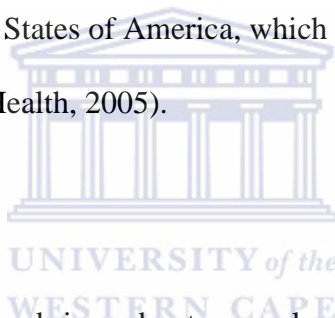 States of America, which
Health, 2005).
UNIVERSITY of the
WESTERN CAPE